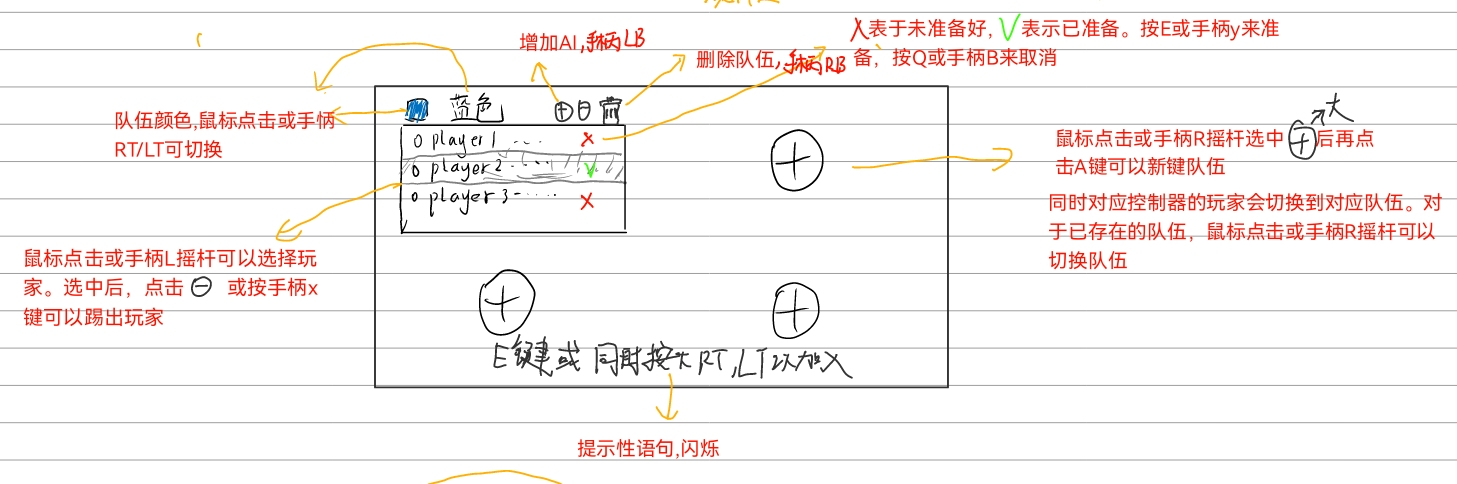 增加AI,手柄LB
删除队伍,手柄RB
X表于未准备好,√表示已准备。按E或手柄y来准
备,按Q或手柄B来取消
队伍颜色,鼠标点击或手柄
RT/LT可切换
蓝色
player1
player2
player3
大
鼠标点击或手柄R摇杆选中 后再点
击A键可以新键队伍
同时对应控制器的玩家会切换到对应队伍。对
于已存在的队伍，鼠标点击或手柄R摇杆可以
切换队伍
鼠标点击或手柄L摇杆可以选择玩
家。选中后，点击 或按手柄x
键可以踢出玩家
E键或同时按下RT,LT以加入
提示性语句,闪烁